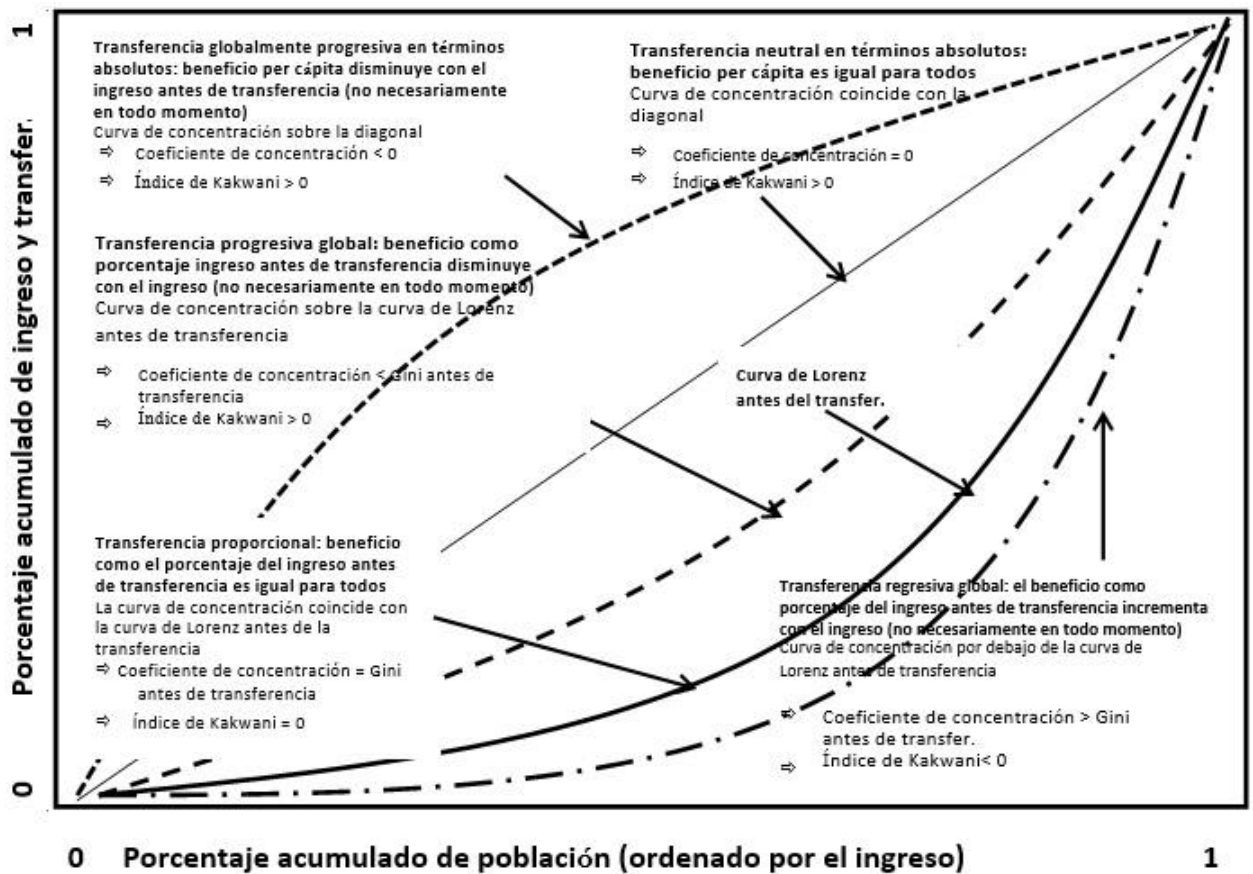 1
Transferencia globalmente progresiva en términos
absolutos: beneficio per cápita disminuye con el
ingreso antes de transferencia (no necesariamente
en todo momento)
Curva de concentración sobre la diagonal
⇨ Coeficiente de concentración < 0
⇨ Índice de Kakwani > 0
Transferencia neutral en términos absolutos:
beneficio per cápita es igual para todos
Curva de concentración coincide con la
diagonal
⇨ Coeficiente de concentración = 0
⇨ Índice de Kakwani > 0
Transferencia progresiva global: beneficio como
porcentaje ingreso antes de transferencia disminuye
con el ingreso (no necesariamente en todo momento)
Curva de concentración sobre la curva de Lorenz
antes de transferencia
⇨ Coeficiente de concentración < Gini antes de
transferencia
⇨ Índice de Kakwani > 0
Curva de Lorenz
antes del transfer.
Transferencia proporcional: beneficio
como el porcentaje del ingreso antes
de transferencia es igual para todos
La curva de concentración coincide con
la curva de Lorenz antes de la
transferencia
⇨ Coeficiente de concentración = Gini
antes de transferencia
⇨ Índice de Kakwani = 0
Transferencia regresiva global: el beneficio como
porcentaje del ingreso antes de transferencia incrementa
con el ingreso (no necesariamente en todo momento)
Curva de concentración por debajo de la curva de
Lorenz antes de transferencia
⇨ Coeficiente de concentración > Gini
antes de transfer.
⇨ Índice de Kakwani< 0
Porcentaje acumulado de ingreso y transfer.
0
0 Porcentaje acumulado de población (ordenado por el ingreso) 1